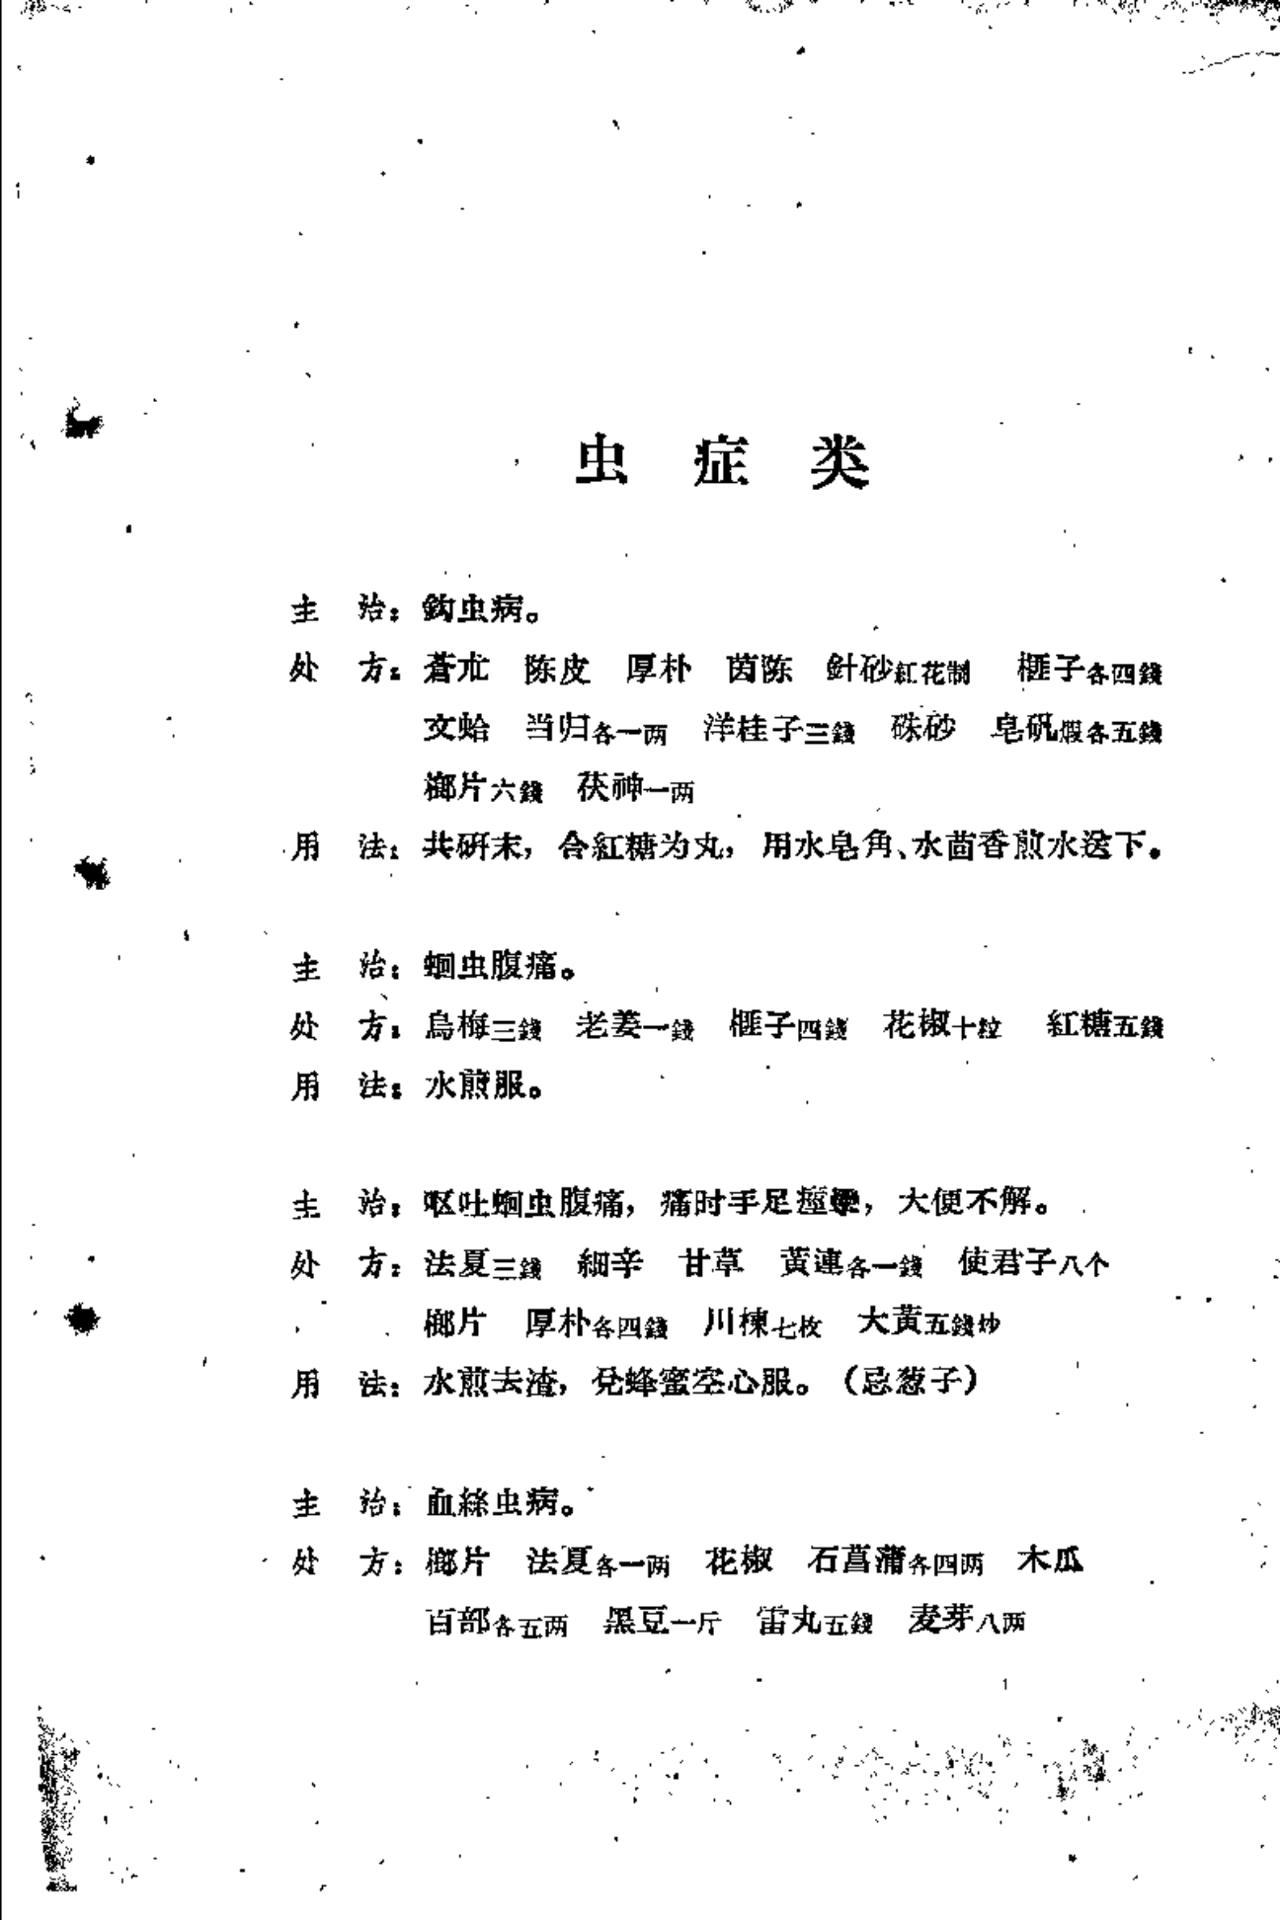 虫症类
主　治：鈎虫病。
处　方：蒼朮　陈皮　厚朴　茵陈　針砂紅花制　榧子各四錢
文蛤　当归各一两　洋桂子三錢　硃砂　皂矾煅各五錢
榔片六錢　茯神一两
用　法：共研末，合紅糖为丸，用水皂角、水茴香煎水送下。
主　治：蛔虫腹痛。
处　方：烏梅三錢　老姜一錢　榧子四錢　花椒十粒　紅糖五錢
用　法：水煎服。
主　治：呕吐蛔虫腹痛，痛时手足痙攣，大便不解。
处　方：法夏三錢　細辛　甘草　黄連各一錢　使君子八个
榔片　厚朴各四錢　川楝七枚　大黄五錢炒
用　法：水煎去渣，兌蜂蜜空心服。（忌葱子）
主　治：血絲虫病。
处　方：榔片　法夏各一两　花椒　石菖蒲各四两　木瓜
百部各五两　黑豆一斤　雷丸五錢　麦芽八两
1